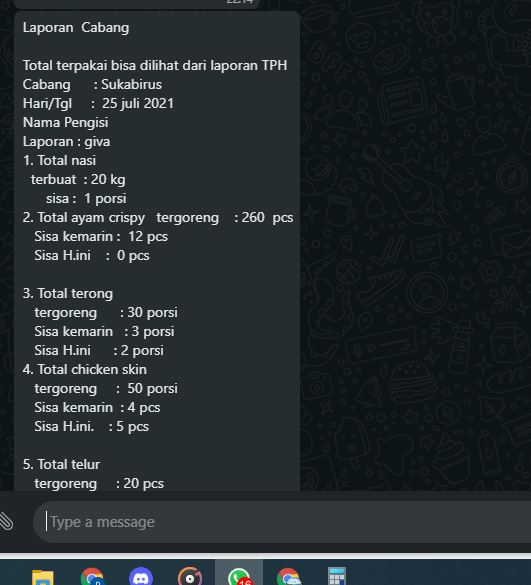 22.14
Laporan  Cabang
Total terpakai bisa dilihat dari laporan TPH
Cabang      : Sukabirus
Hari/Tgl     :  25 juli 2021
Nama Pengisi
Laporan : giva
1. Total nasi
terbuat  : 20 kg
sisa :  1 porsi
2. Total ayam crispy   tergoreng    : 260  pcs
Sisa kemarin :  12 pcs
Sisa H.ini    :  0 pcs
3. Total terong
tergoreng      : 30 porsi
Sisa kemarin   : 3 porsi
Sisa H.ini      : 2 porsi
4. Total chicken skin
tergoreng     :  50 porsi
Sisa kemarin  : 4 pcs
Sisa H.ini.    : 5 pcs
5. Total telur
tergoreng     : 20 pcs
Type a message
16